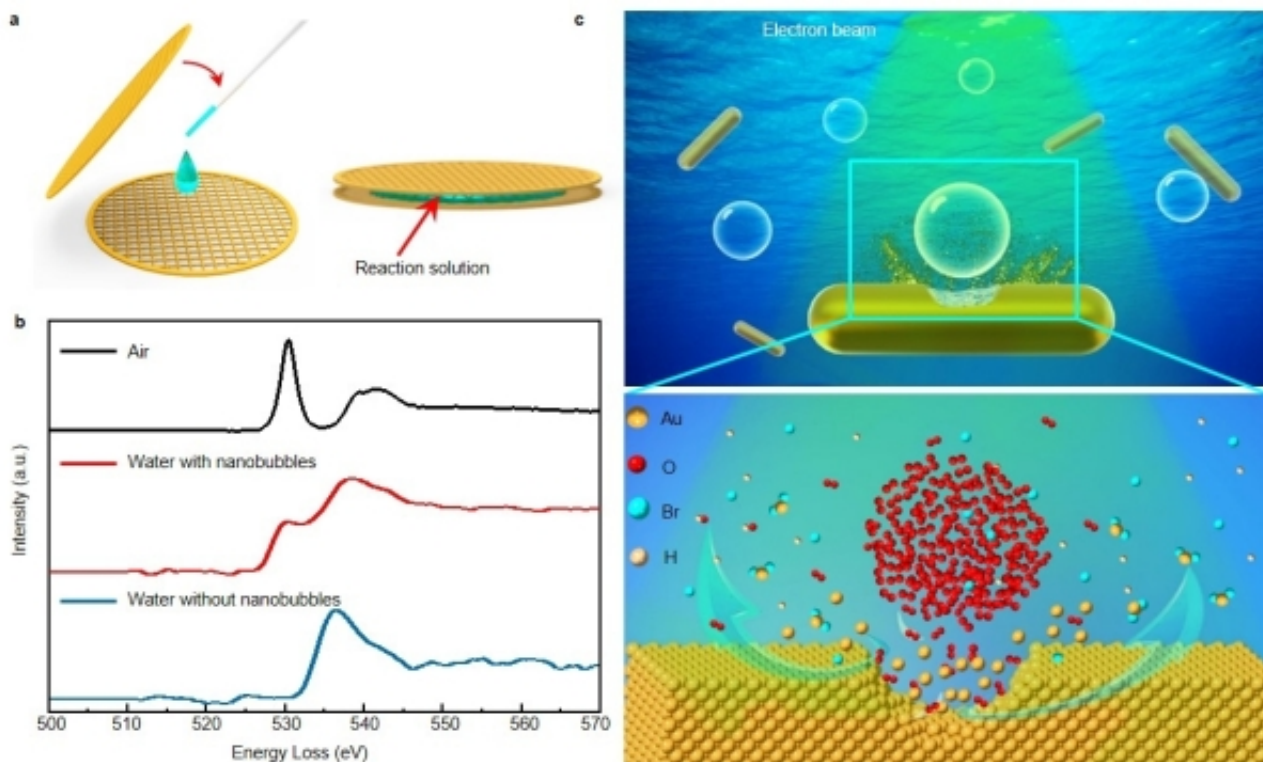 a
Reaction solution
b
Air
Water with nanobubbles
Water without nanobubbles
Intensity (a.u.)
500 510 520 530 540 550 560 570
Energy Loss (eV)
c
Electron beam
Au
O
Br
H